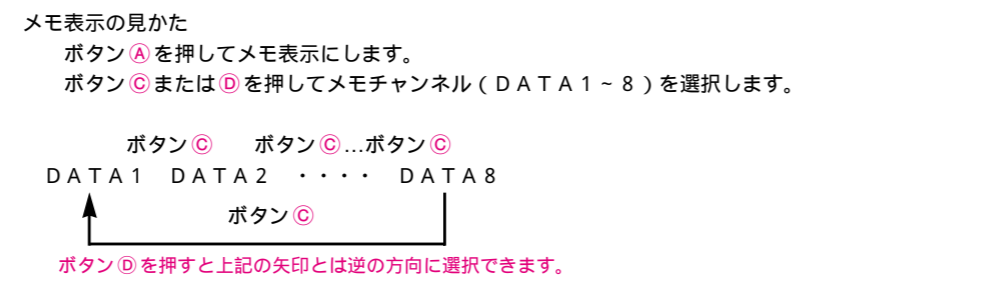 メモ表示の見かた
ボタンⒶを押してメモ表示にします。
ボタンⒸまたはⒹを押してメモチャンネル(DATA1~8)を選択します。
ボタンⒸ ボタンⒸ…ボタンⒸ
DATA1 DATA2 ・・・・ DATA8
ボタンⒸ
ボタンⒹを押すと上記の矢印とは逆の方向に選択できます。